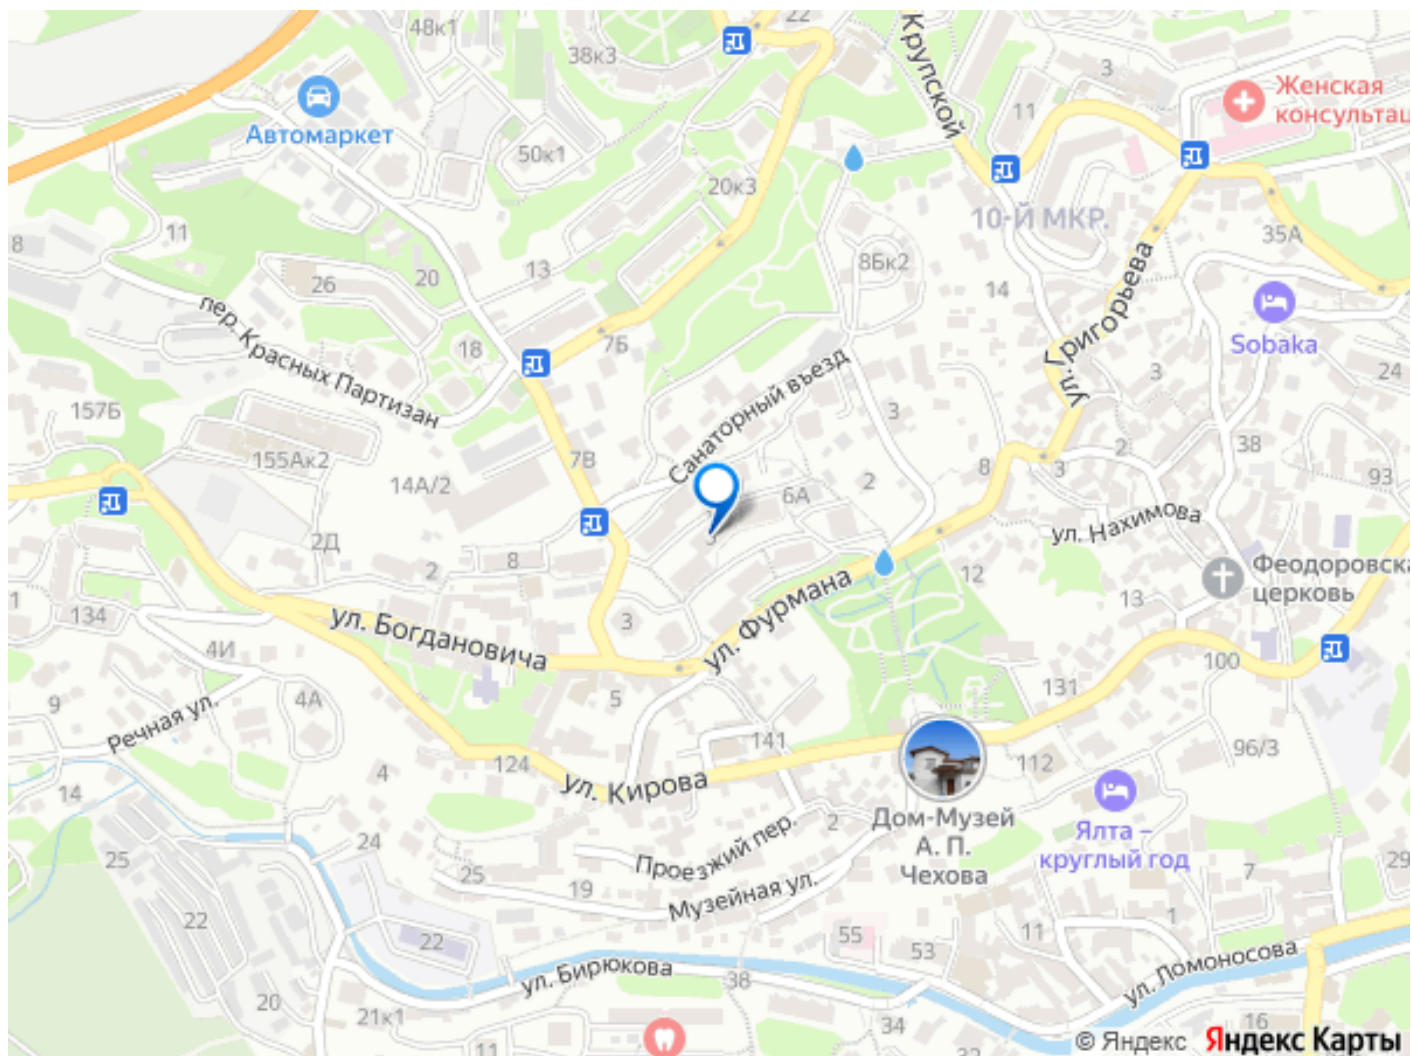 48к1
22
38к3
Крупской
3
11
Женская
консультац
Автомаркет
50к1
20к3
10-Й МКР.
35А
11
8
20
13
26
8Бк2
14
ул. Григорьева
пер. Красных Партизан
18
7Б
Sobaka
3
24
Санаторный въезд
3
157Б
155Ак2
14А/2
7В
6А
2
8
3
2
38
93
ул. Нахимова
2Д
8
2
3
12
Феодоровска
церковь
13
1
134
ул. Богдановича
3
ул. Фурмана
4И
100
9
4А
5
131
Речная ул.
141
124
112
96/3
4
ул. Кирова
14
24
2
Дом-Музей
А. П.
Чехова
Ялта –
круглый год
25
Проезжий пер.
25
19
Музейная ул.
7
29
22
22
55
53
11
1
ул. Бирюкова
38
ул. Ломоносова
20
21к1
11
34
16
© Яндекс Яндекс Карты